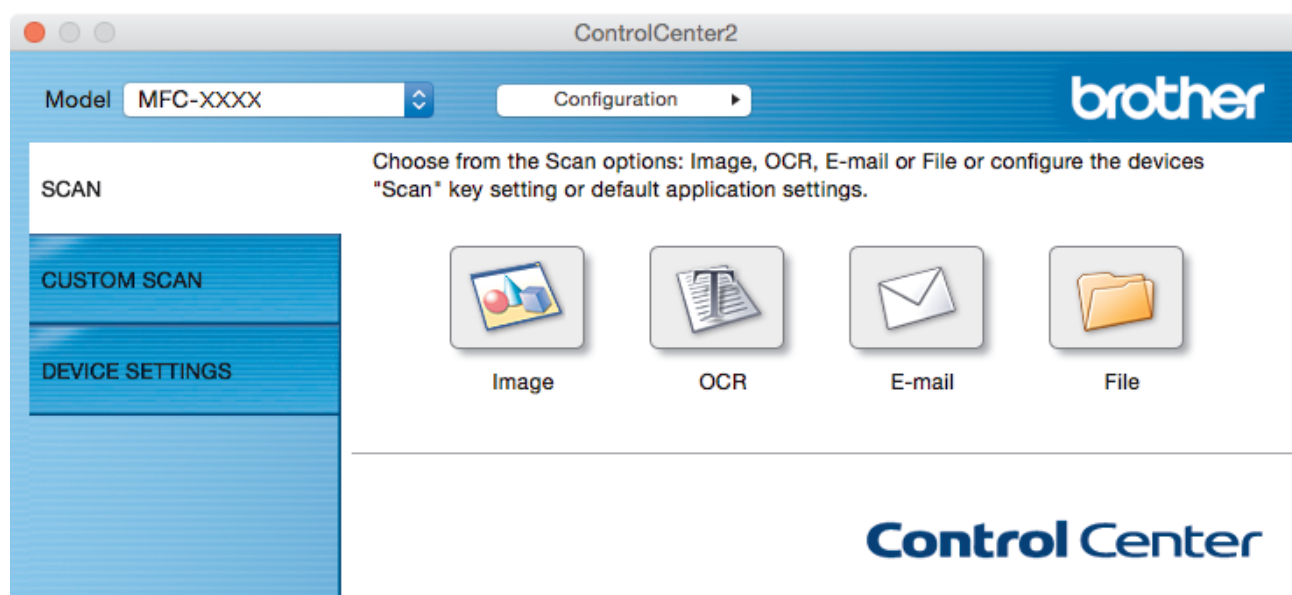 ControlCenter2
Model MFC-XXXX Configuration brother
SCAN
CUSTOM SCAN
DEVICE SETTINGS
Choose from the Scan options: Image, OCR, E-mail or File or configure the devices
"Scan" key setting or default application settings.
Image OCR E-mail File
Control Center